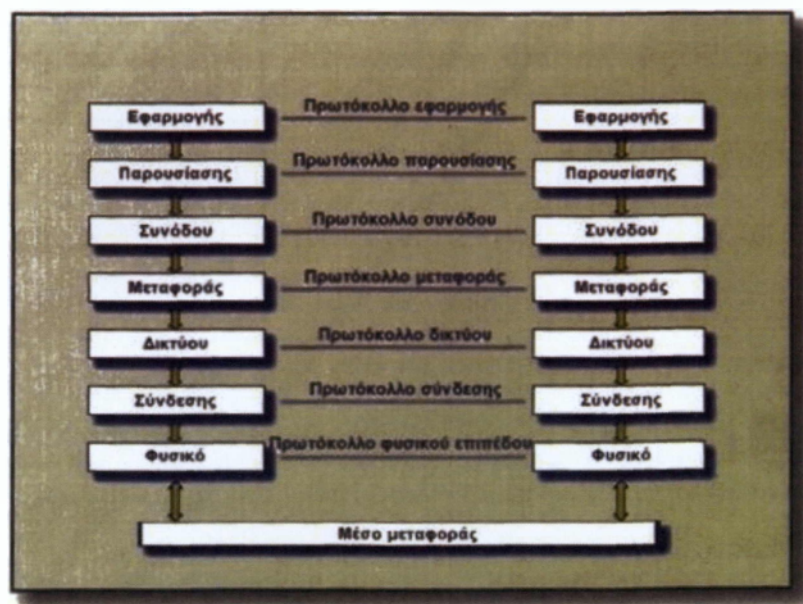 Εφαρμογής Πρωτόκολλο εφαρμογής Εφαρμογής
Παρουσίασης Πρωτόκολλο παρουσίασης Παρουσίασης
Συνόδου Πρωτόκολλο συνόδου Συνόδου
Μεταφοράς Πρωτόκολλο μεταφοράς Μεταφοράς
Δικτύου Πρωτόκολλο δικτύου Δικτύου
Σύνδεσης Πρωτόκολλο σύνδεσης Σύνδεσης
Φυσικό Πρωτόκολλο φυσικού επιπέδου Φυσικό
Μέσο μεταφοράς